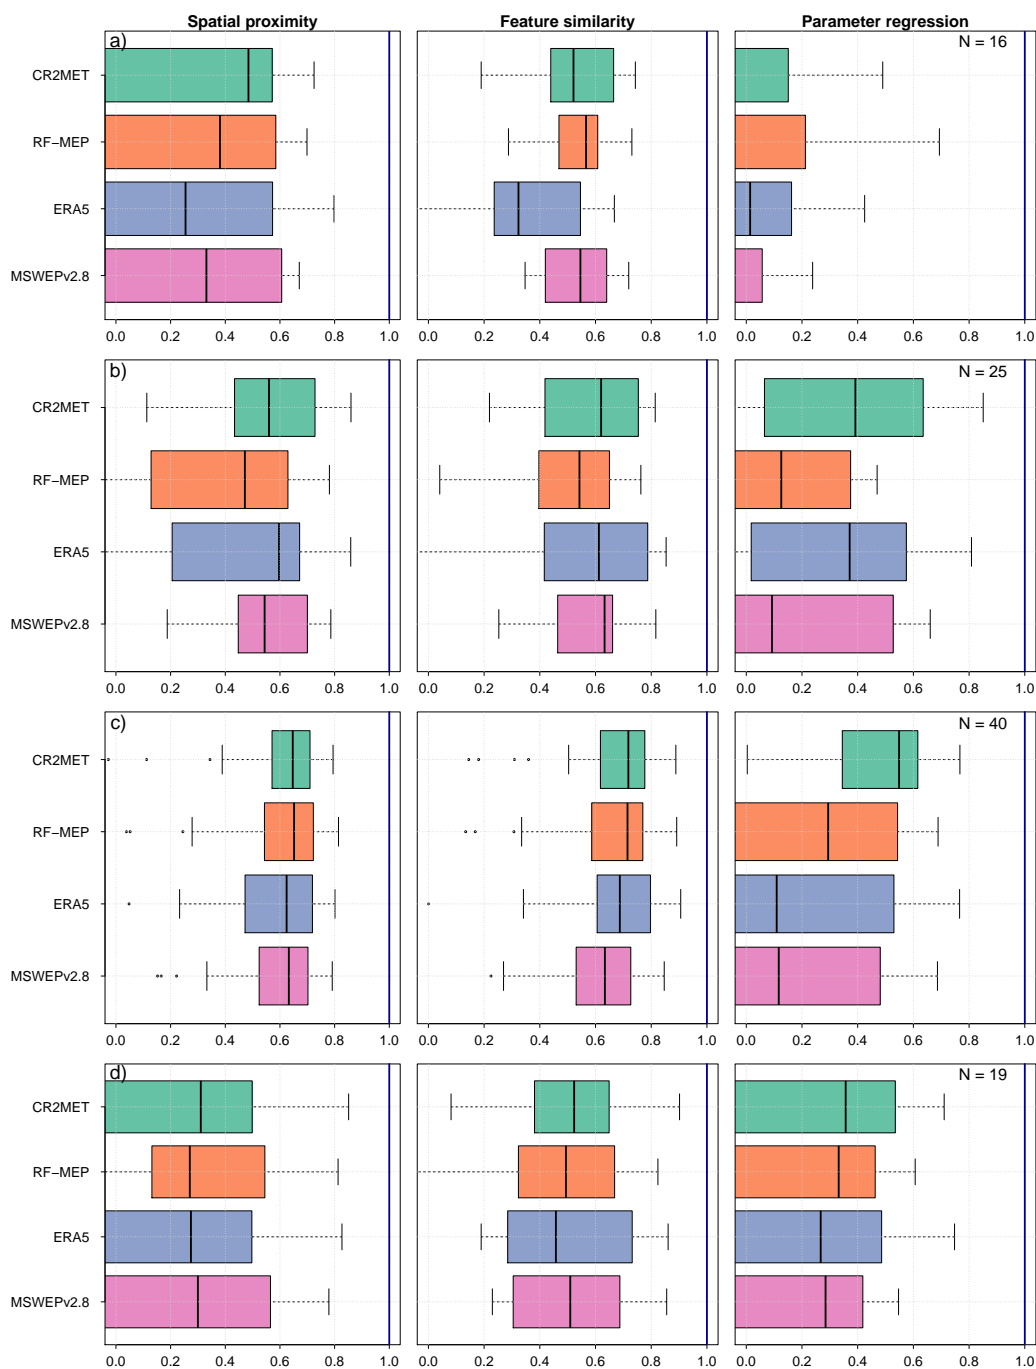 Spatial proximity Feature similarity Parameter regression
a) N = 16
CR2MET
RF−MEP
ERA5
MSWEPv2.8
0.0 0.2 0.4 0.6 0.8 1.0 0.0 0.2 0.4 0.6 0.8 1.0 0.0 0.2 0.4 0.6 0.8 1.0
b) N = 25
CR2MET
RF−MEP
ERA5
MSWEPv2.8
0.0 0.2 0.4 0.6 0.8 1.0 0.0 0.2 0.4 0.6 0.8 1.0 0.0 0.2 0.4 0.6 0.8 1.0
c) N = 40
CR2MET
RF−MEP
ERA5
MSWEPv2.8
0.0 0.2 0.4 0.6 0.8 1.0 0.0 0.2 0.4 0.6 0.8 1.0 0.0 0.2 0.4 0.6 0.8 1.0
d) N = 19
CR2MET
RF−MEP
ERA5
MSWEPv2.8
0.0 0.2 0.4 0.6 0.8 1.0 0.0 0.2 0.4 0.6 0.8 1.0 0.0 0.2 0.4 0.6 0.8 1.0